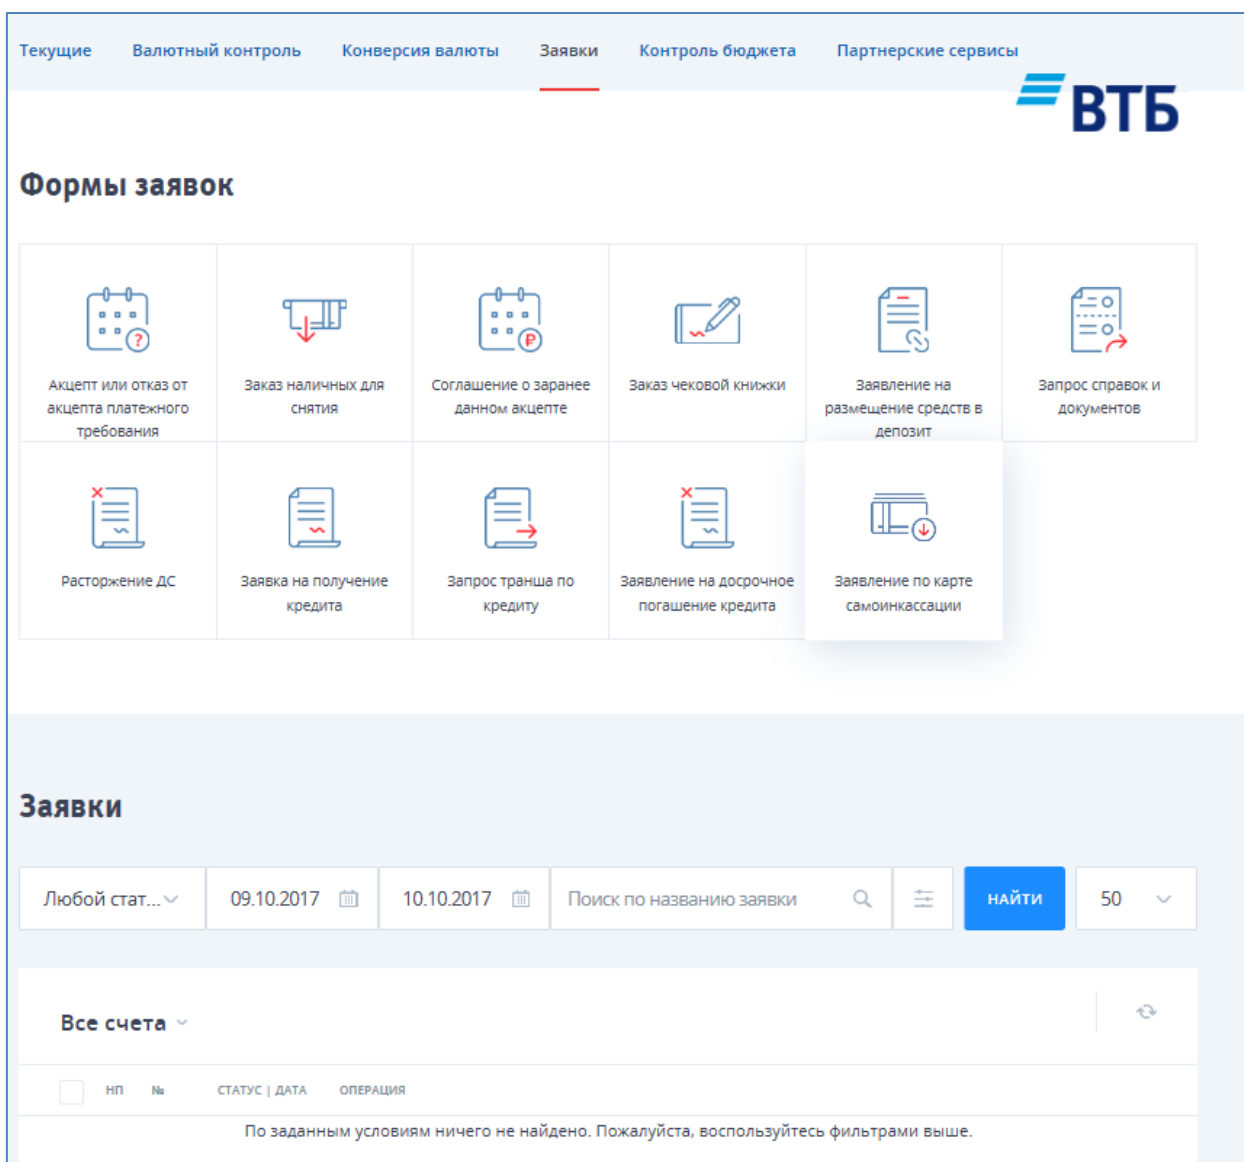 Текущие Валютный контроль Конверсия валюты Заявки Контроль бюджета Партнерские сервисы
ВТБ
Формы заявок
Акцепт или отказ от
акцепта платежного
требования
Заказ наличных для
снятия
Соглашение о заранее
данном акцепте
Заказ чековой книжки
Заявление на
размещение средств в
депозит
Запрос справок и
документов
Расторжение ДС
Заявка на получение
кредита
Запрос транша по
кредиту
Заявление на досрочное
погашение кредита
Заявление по карте
самоинкассации
Заявки
Любой стат... 09.10.2017 10.10.2017 Поиск по названию заявки НАЙТИ 50
Все счета
НП № СТАТУС | ДАТА ОПЕРАЦИЯ
По заданным условиям ничего не найдено. Пожалуйста, воспользуйтесь фильтрами выше.